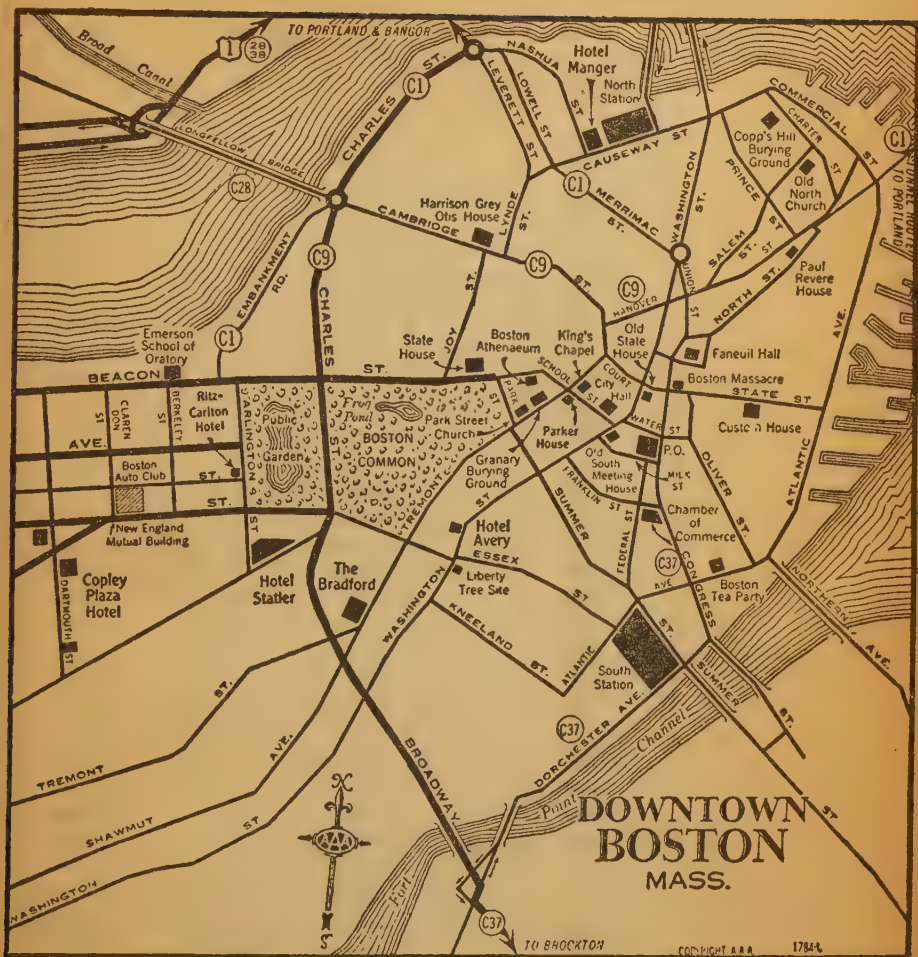 TO PORTLAND & BANGOR
Broad
Canal
1
28
38
C1
CHARLES ST.
NASHUA ST
LEVERETT ST
LOWELL ST
Hotel
Manger
North
Station
CAUSEWAY ST
COMMERCIAL ST
CHARTER ST
Copp's Hill
Burying
Ground
Old
North
Church
C1
TUNNEL ROUTE
TO PORTLAND
LONGFELLOW BRIDGE
C28
Harrison Grey
Otis House
CAMBRIDGE ST
LYNDE ST.
C1
MERRIMAC ST.
WASHINGTON ST.
PRINCE ST
SALEM ST.
NORTH ST.
Paul
Revere
House
EMBANKMENT RD.
C9
C9
C9
HANOVER ST
UNION ST
CHARLES
C1
Emerson
School of
Oratory
BEACON ST.
State
House
JOY ST.
Boston
Athenaeum
King's
Chapel
Old
State
House
Faneuil Hall
Boston Massacre
STATE ST
Custom House
ATLANTIC AVE.
SCHOOL ST
COURT
City
Hall
PARK ST
Parker
House
WATER ST
P.O.
MILK ST
Old
South
Meeting
House
OLIVER ST.
CLARENDON ST
BERKELEY ST
Ritz-
Carlton
Hotel
ARLINGTON ST
Public
Garden
Frog
Pond
BOSTON
COMMON
Park Street
Church
Granary
Burying
Ground
TREMONT
AVE.
Boston
Auto Club
ST.
ST.
New England
Mutual Building
FRANKLIN ST
SUMMER ST.
FEDERAL ST
Chamber
of
Commerce
C37
CONGRESS ST.
AVE
Boston
Tea Party
NORTHERN AVE.
Hotel
Avery
ESSEX ST
Liberty
Tree Site
WASHINGTON ST
KNEELAND ST.
ATLANTIC
South
Station
SUMMER ST
Copley
Plaza
Hotel
DARTMOUTH ST
Hotel
Statler
The
Bradford
DORCHESTER AVE.
C37
Fort
Point
Channel
BROADWAY
TREMONT ST.
SHAWMUT AVE.
WASHINGTON ST
N
AAA
S
DOWNTOWN
BOSTON
MASS.
C37
TO BROCKTON
COPYRIGHT A.A.A.